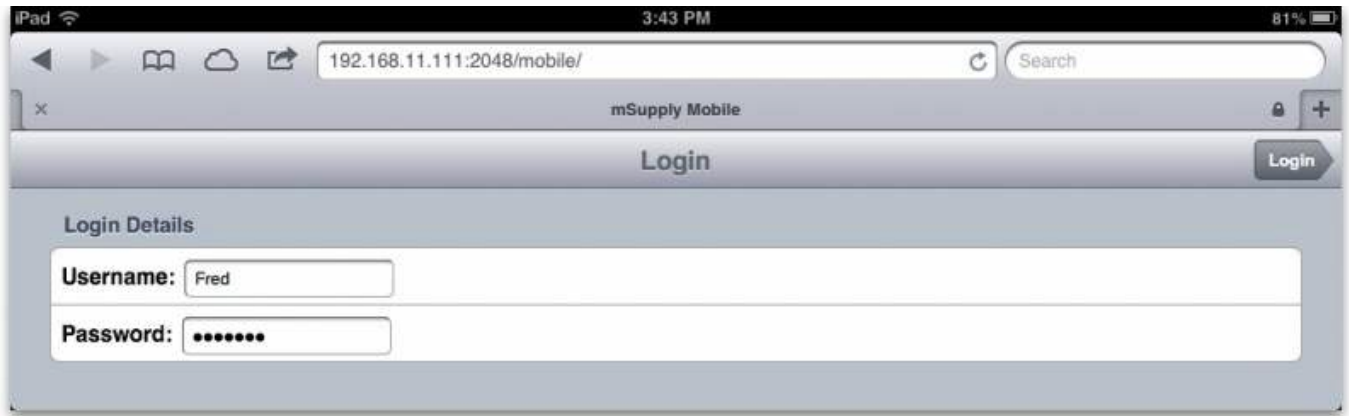 iPad 3:43 PM 81%
192.168.11.111:2048/mobile/ Search
mSupply Mobile
Login Login
Login Details
Username: Fred
Password: •••••••